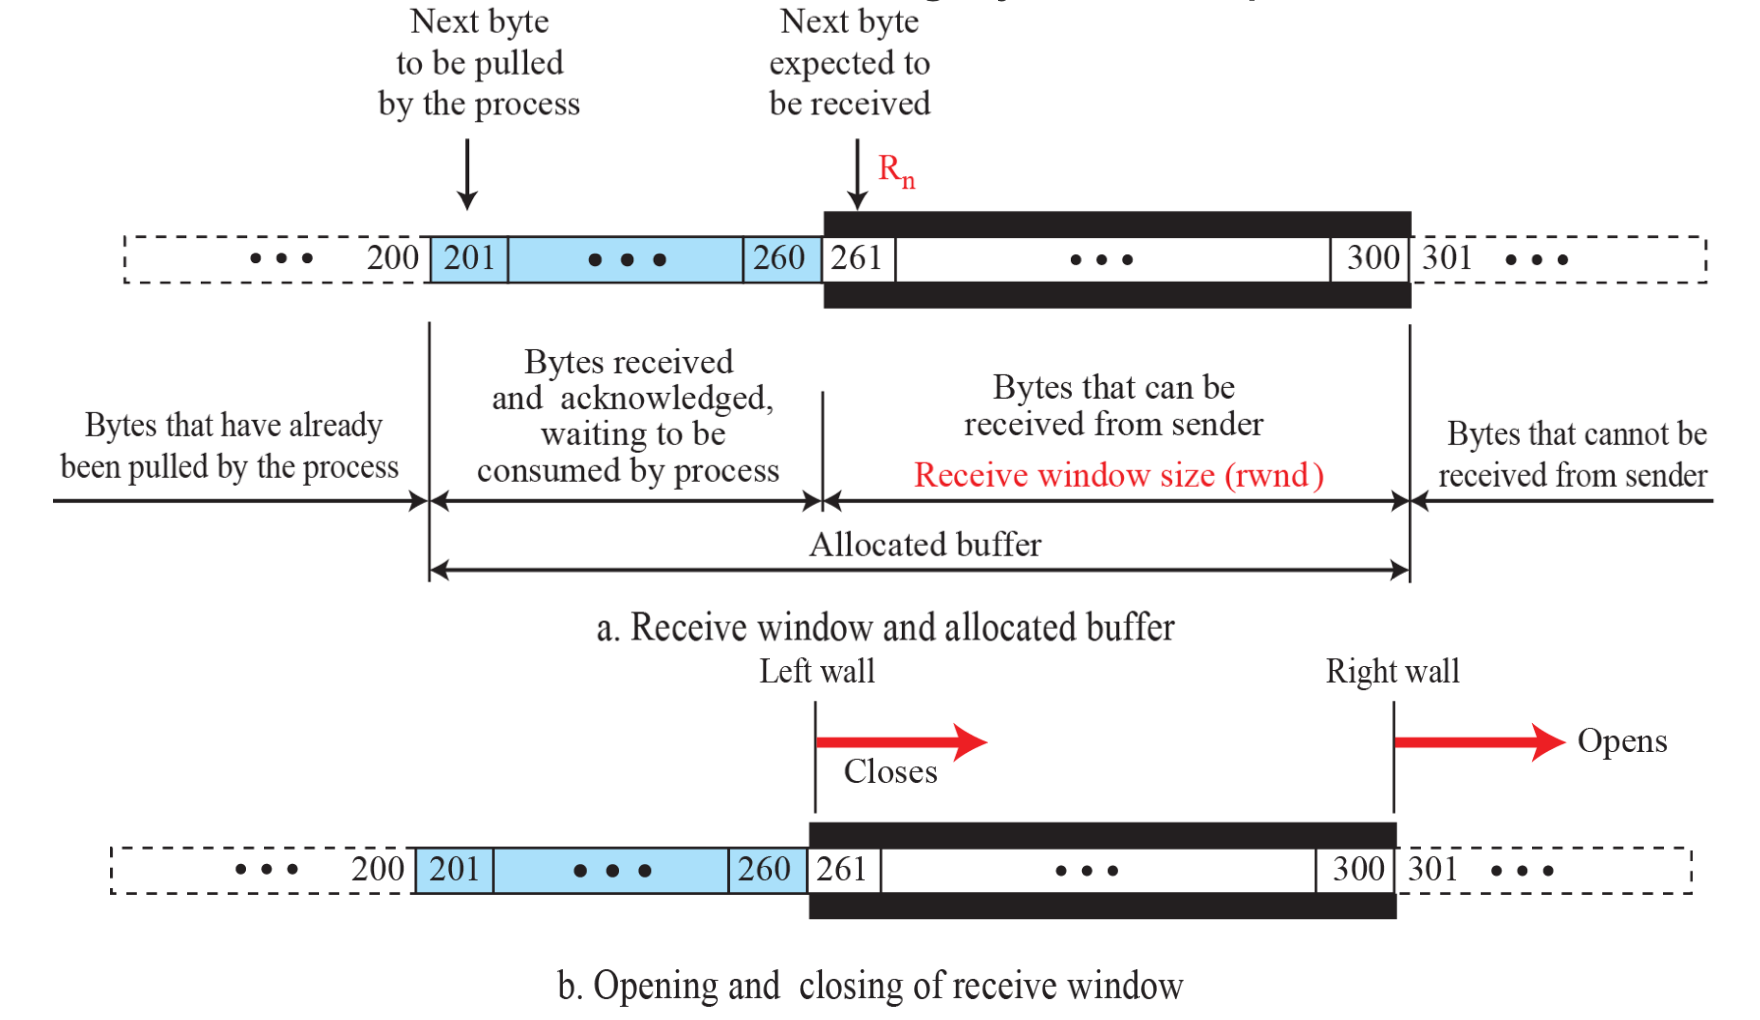 Next byte
to be pulled
by the process
Next byte
expected to
be received
Rn
••• 200 201 ••• 260 261 ••• 300 301 •••
Bytes that have already
been pulled by the process
Bytes received
and acknowledged,
waiting to be
consumed by process
Bytes that can be
received from sender
Receive window size (rwnd)
Bytes that cannot be
received from sender
Allocated buffer
a. Receive window and allocated buffer
Left wall
Right wall
Closes
Opens
••• 200 201 ••• 260 261 ••• 300 301 •••
b. Opening and closing of receive window